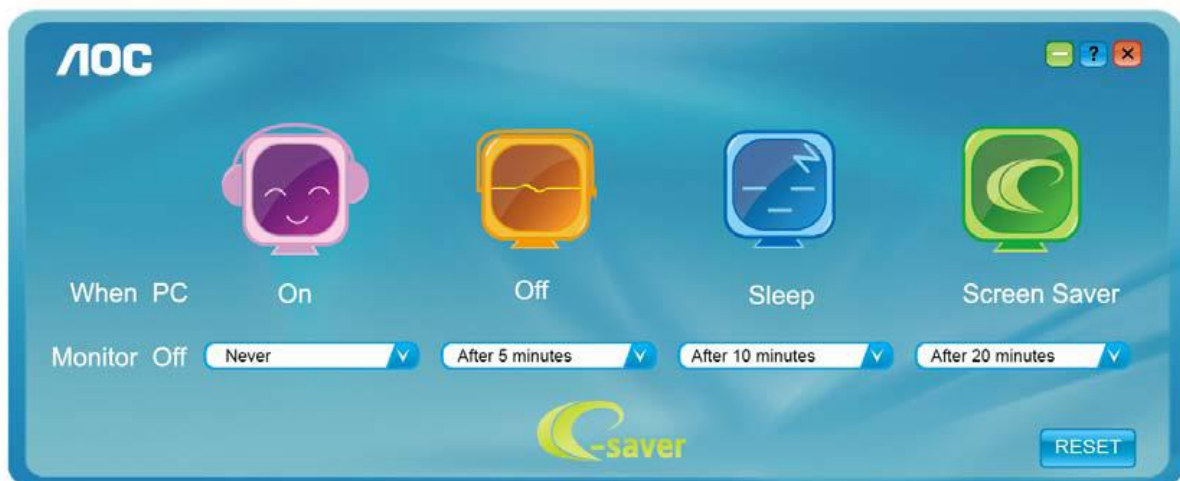 AOC
?
When PC On Off Sleep Screen Saver
Monitor Off Never After 5 minutes After 10 minutes After 20 minutes
e-saver
RESET